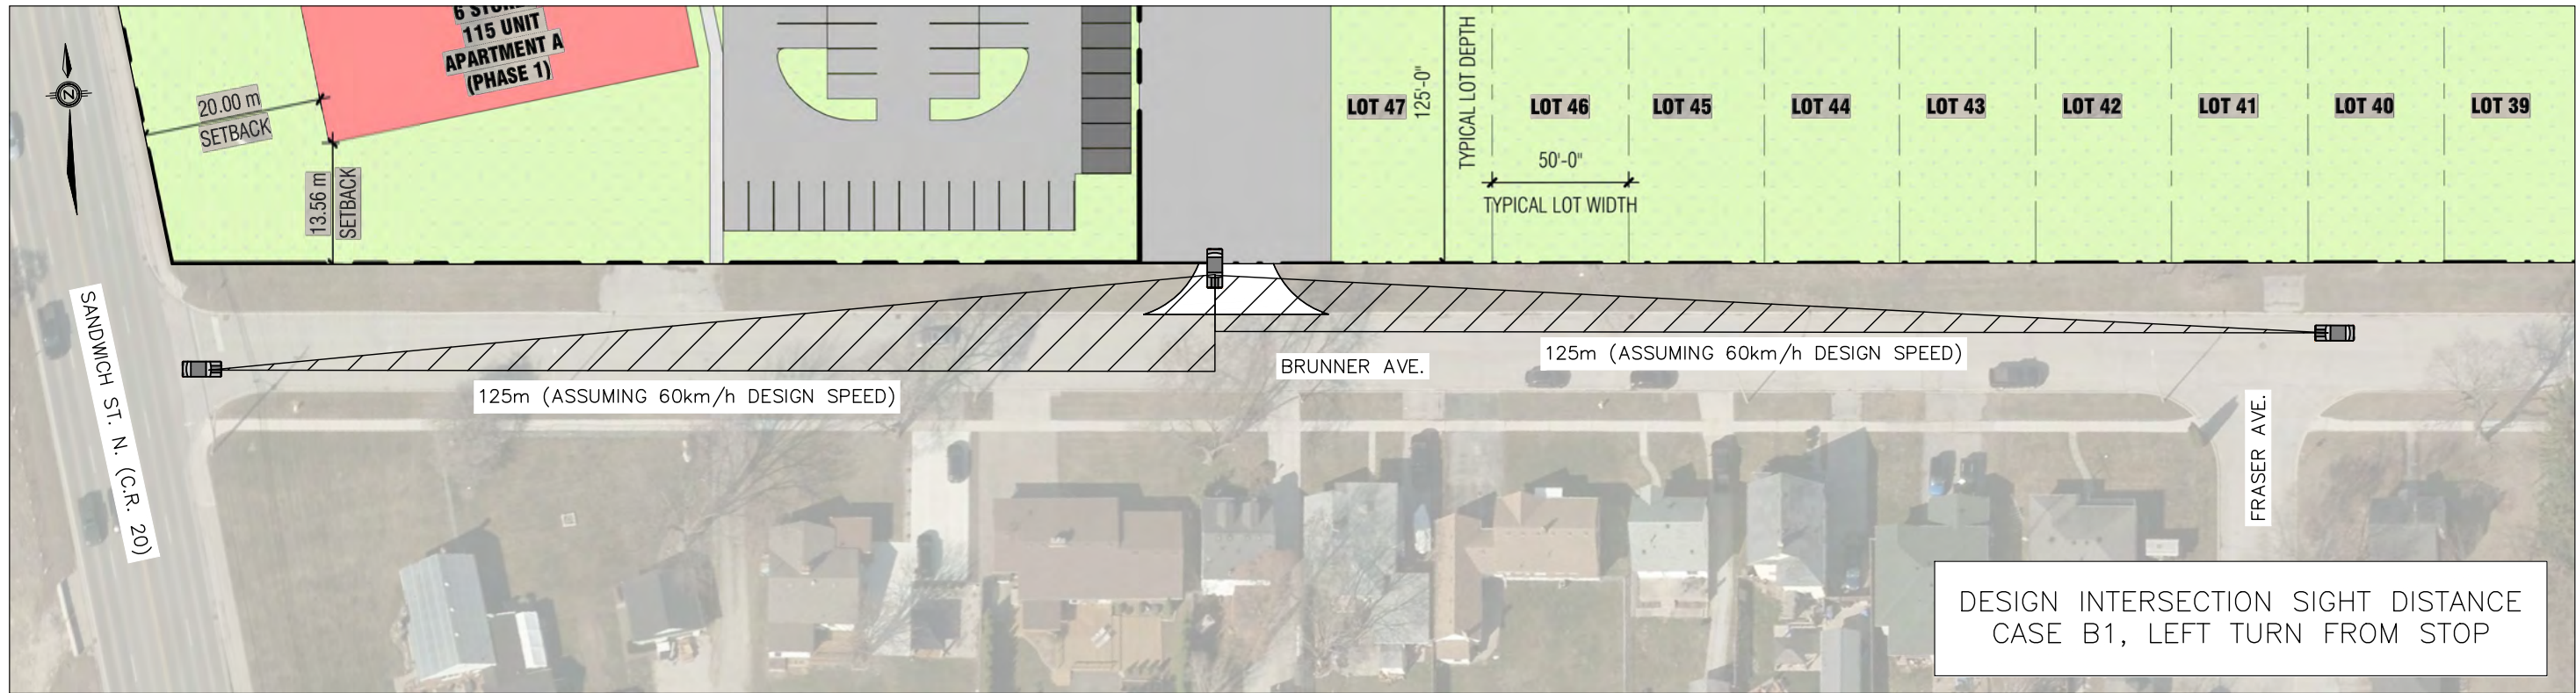 6 STOR
115 UNIT
APARTMENT A
(PHASE 1)
N
20.00 m
SETBACK
13.56 m
SETBACK
LOT 47
125'-0"
TYPICAL LOT DEPTH
LOT 46
LOT 45
LOT 44
LOT 43
LOT 42
LOT 41
LOT 40
LOT 39
50'-0"
TYPICAL LOT WIDTH
SANDWICH ST. N. (C.R. 20)
125m (ASSUMING 60km/h DESIGN SPEED)
BRUNNER AVE.
125m (ASSUMING 60km/h DESIGN SPEED)
FRASER AVE.
DESIGN INTERSECTION SIGHT DISTANCE
CASE B1, LEFT TURN FROM STOP